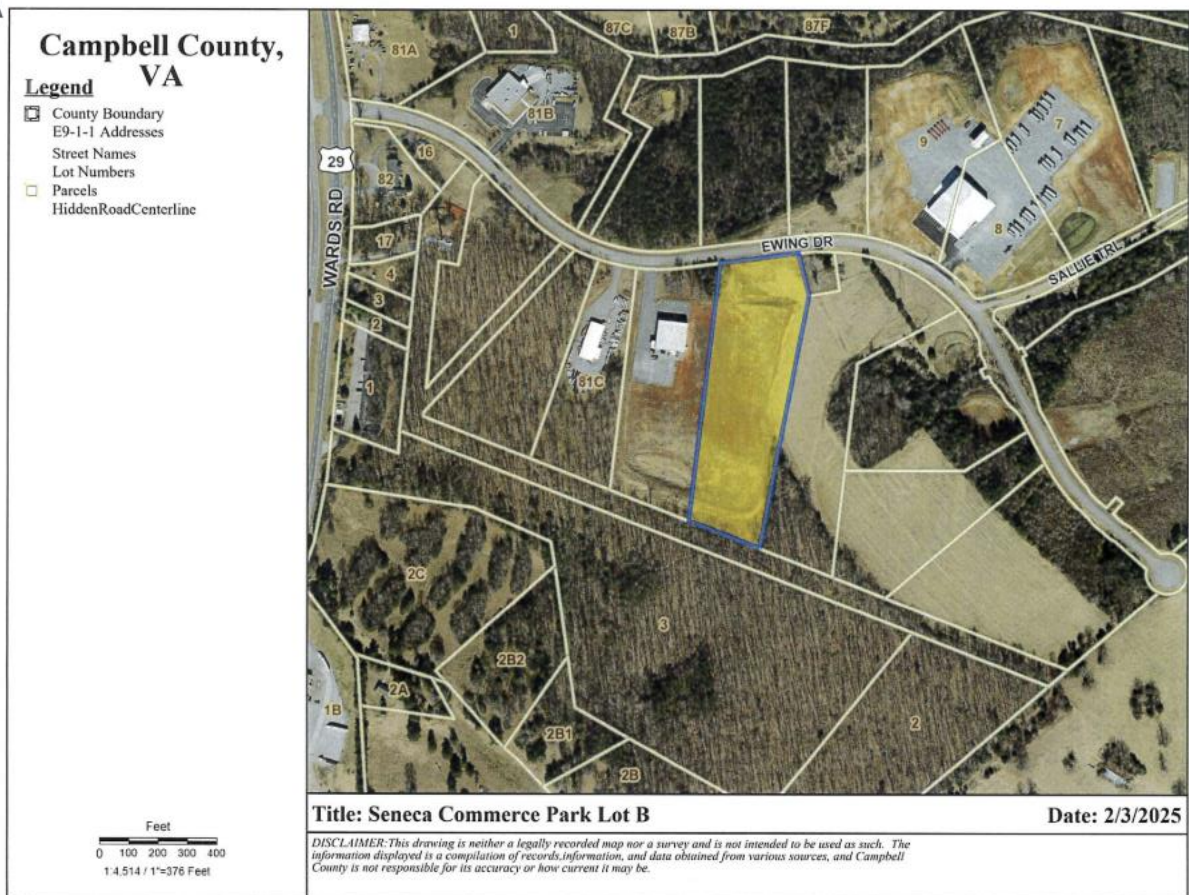 Campbell County,
VA
Legend
County Boundary
E9-1-1 Addresses
Street Names
Lot Numbers
Parcels
HiddenRoadCenterline
Feet
0 100 200 300 400
1:4,514 / 1"=376 Feet
81A
1
87C
87B
87F
81B
29
WARDS RD
16
82
17
4
3
2
1
9
7
8
EWING DR
SALLIE TRL
81C
2C
3
2B2
2A
1B
2B1
2B
2
Title: Seneca Commerce Park Lot B
Date: 2/3/2025
DISCLAIMER:This drawing is neither a legally recorded map nor a survey and is not intended to be used as such. The
information displayed is a compilation of records,information, and data obtained from various sources, and Campbell
County is not responsible for its accuracy or how current it may be.